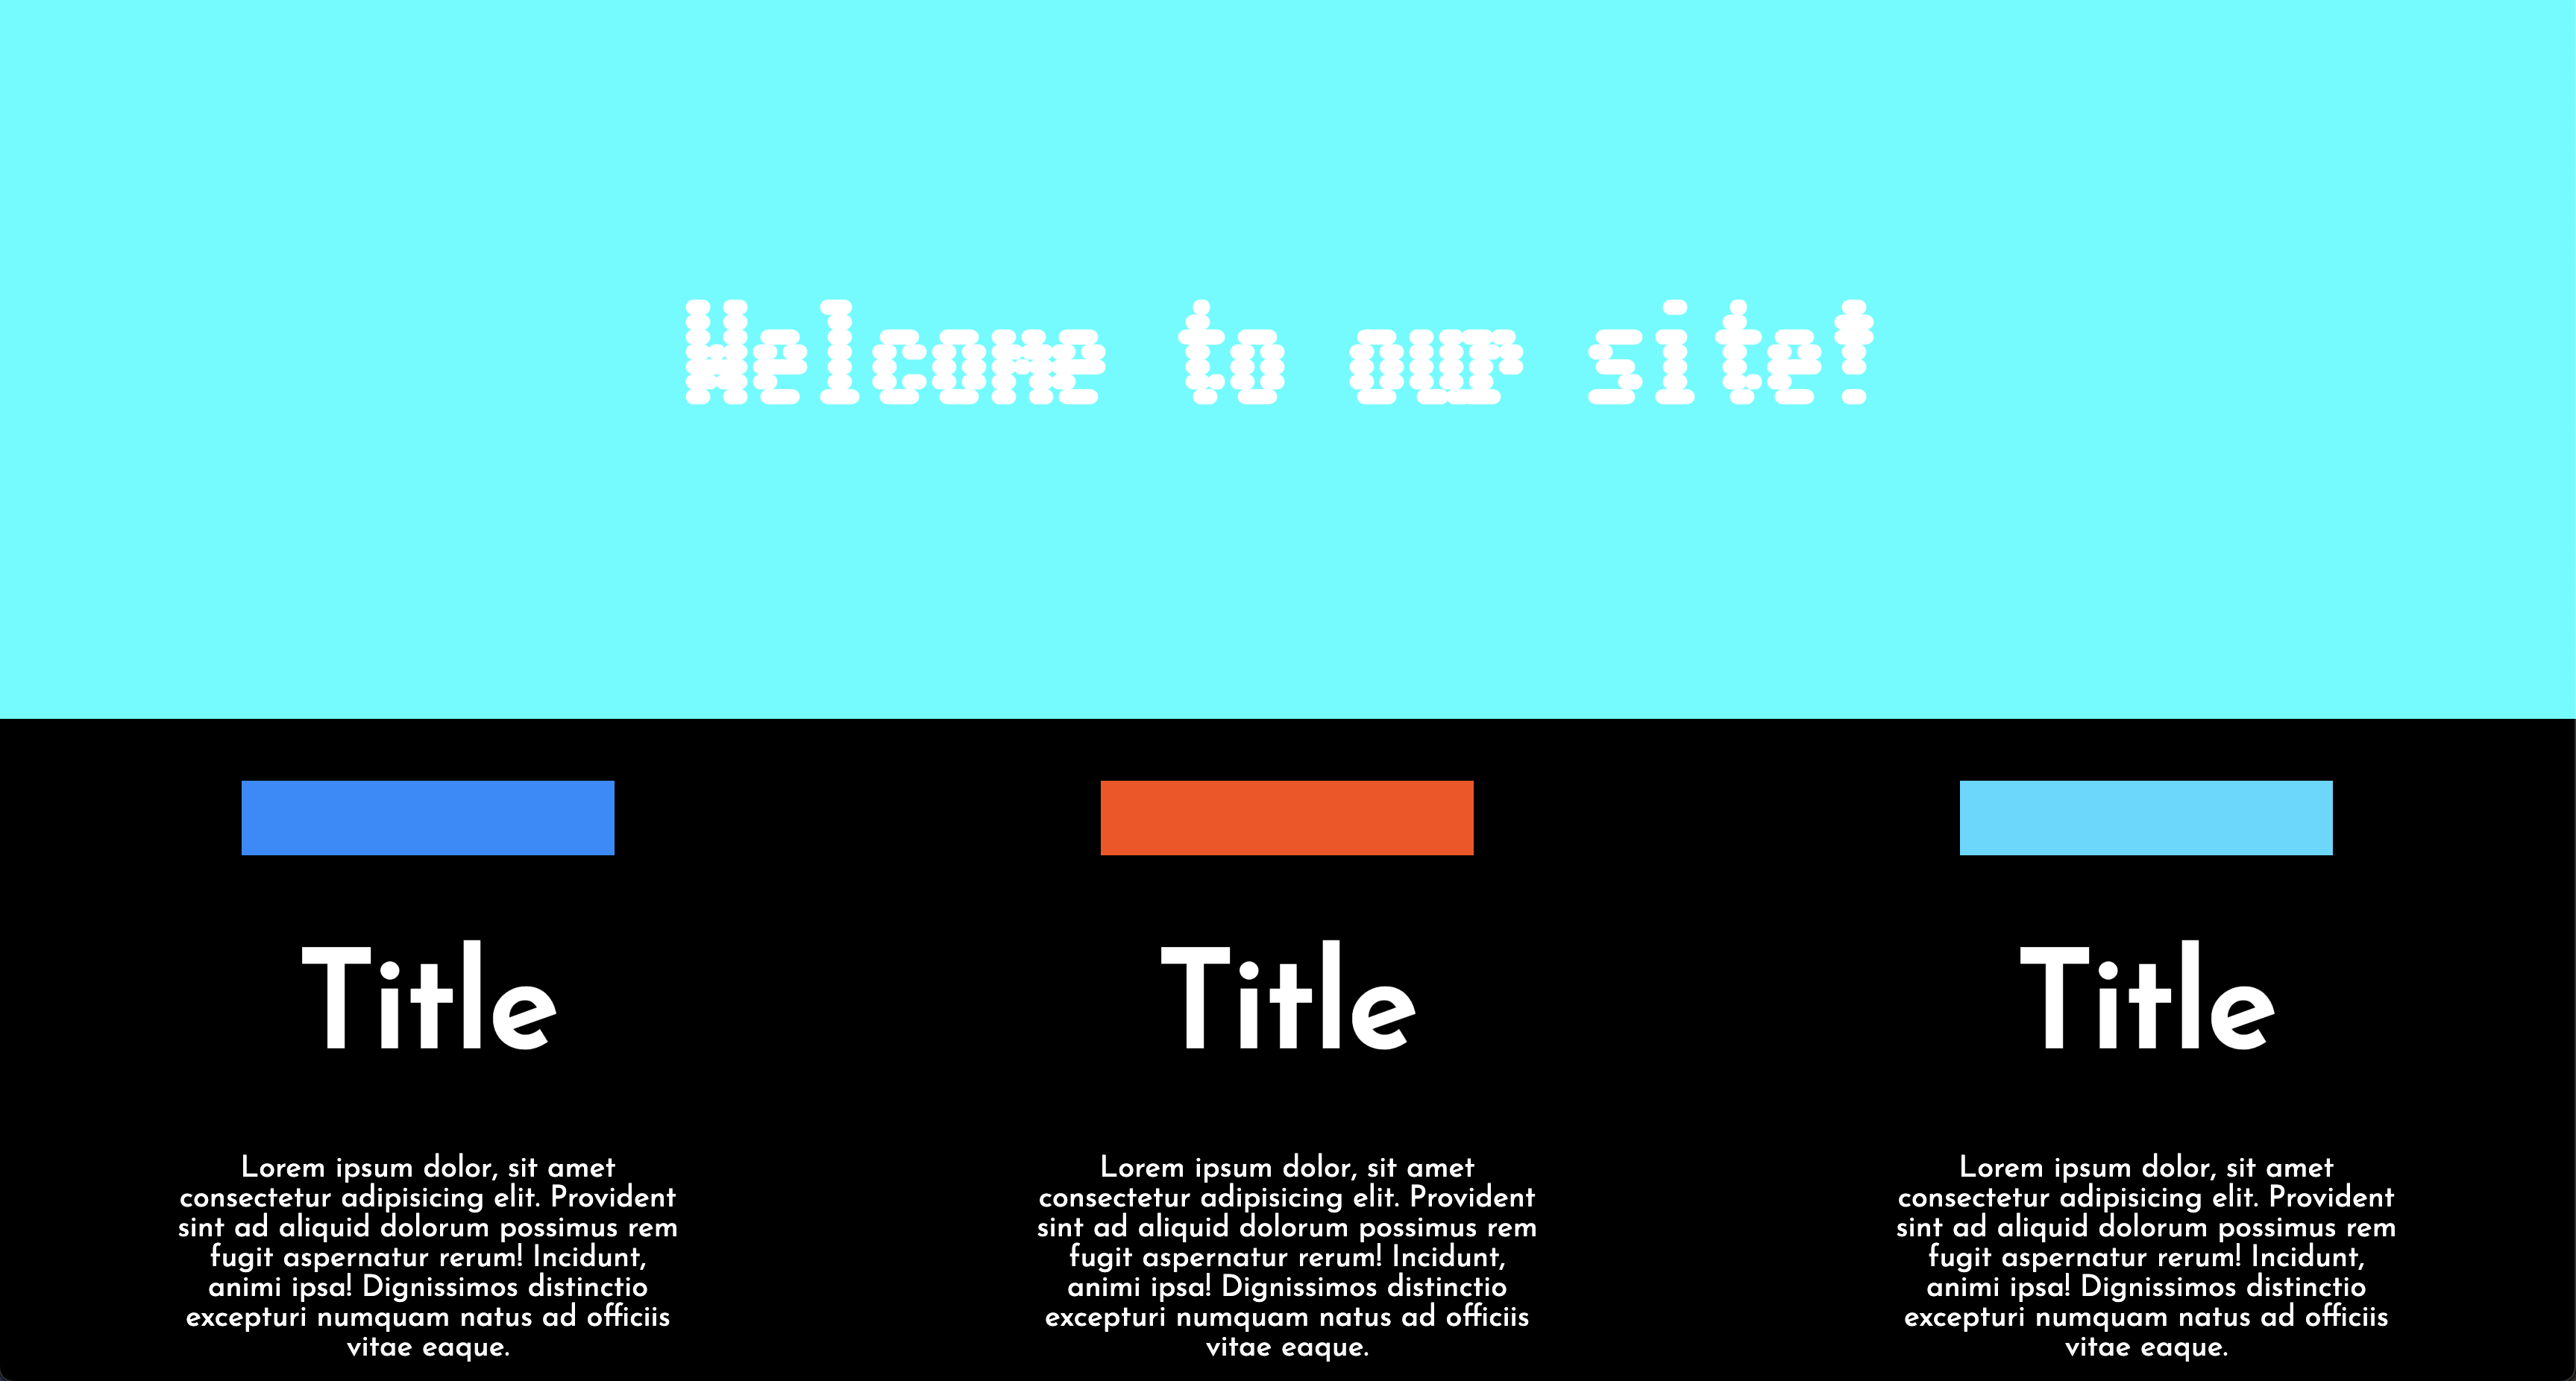 Welcome to our site!
Title
Lorem ipsum dolor, sit amet
consectetur adipisicing elit. Provident
sint ad aliquid dolorum possimus rem
fugit aspernatur rerum! Incidunt,
animi ipsa! Dignissimos distinctio
excepturi numquam natus ad officiis
vitae eaque.
Title
Lorem ipsum dolor, sit amet
consectetur adipisicing elit. Provident
sint ad aliquid dolorum possimus rem
fugit aspernatur rerum! Incidunt,
animi ipsa! Dignissimos distinctio
excepturi numquam natus ad officiis
vitae eaque.
Title
Lorem ipsum dolor, sit amet
consectetur adipisicing elit. Provident
sint ad aliquid dolorum possimus rem
fugit aspernatur rerum! Incidunt,
animi ipsa! Dignissimos distinctio
excepturi numquam natus ad officiis
vitae eaque.